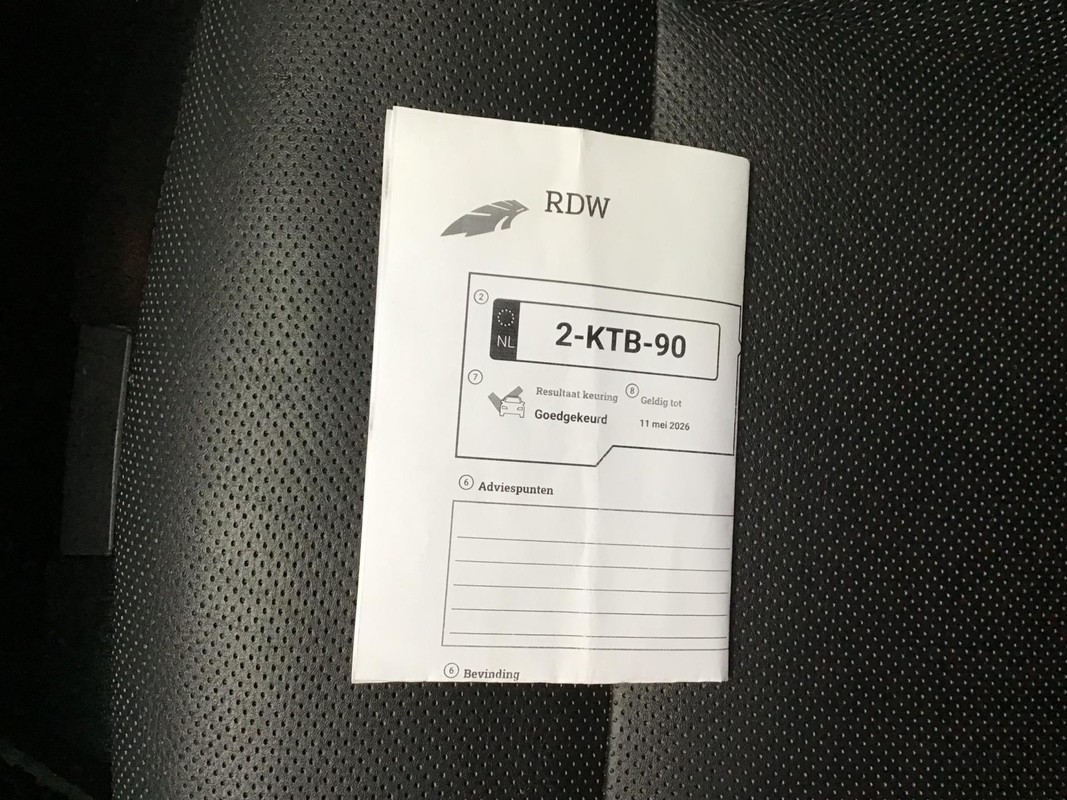 RDW
2
NL
2-KTB-90
7
Resultaat keuring
8
Geldig tot
Goedgekeurd
11 mei 2026
6 Adviespunten
6 Bevinding